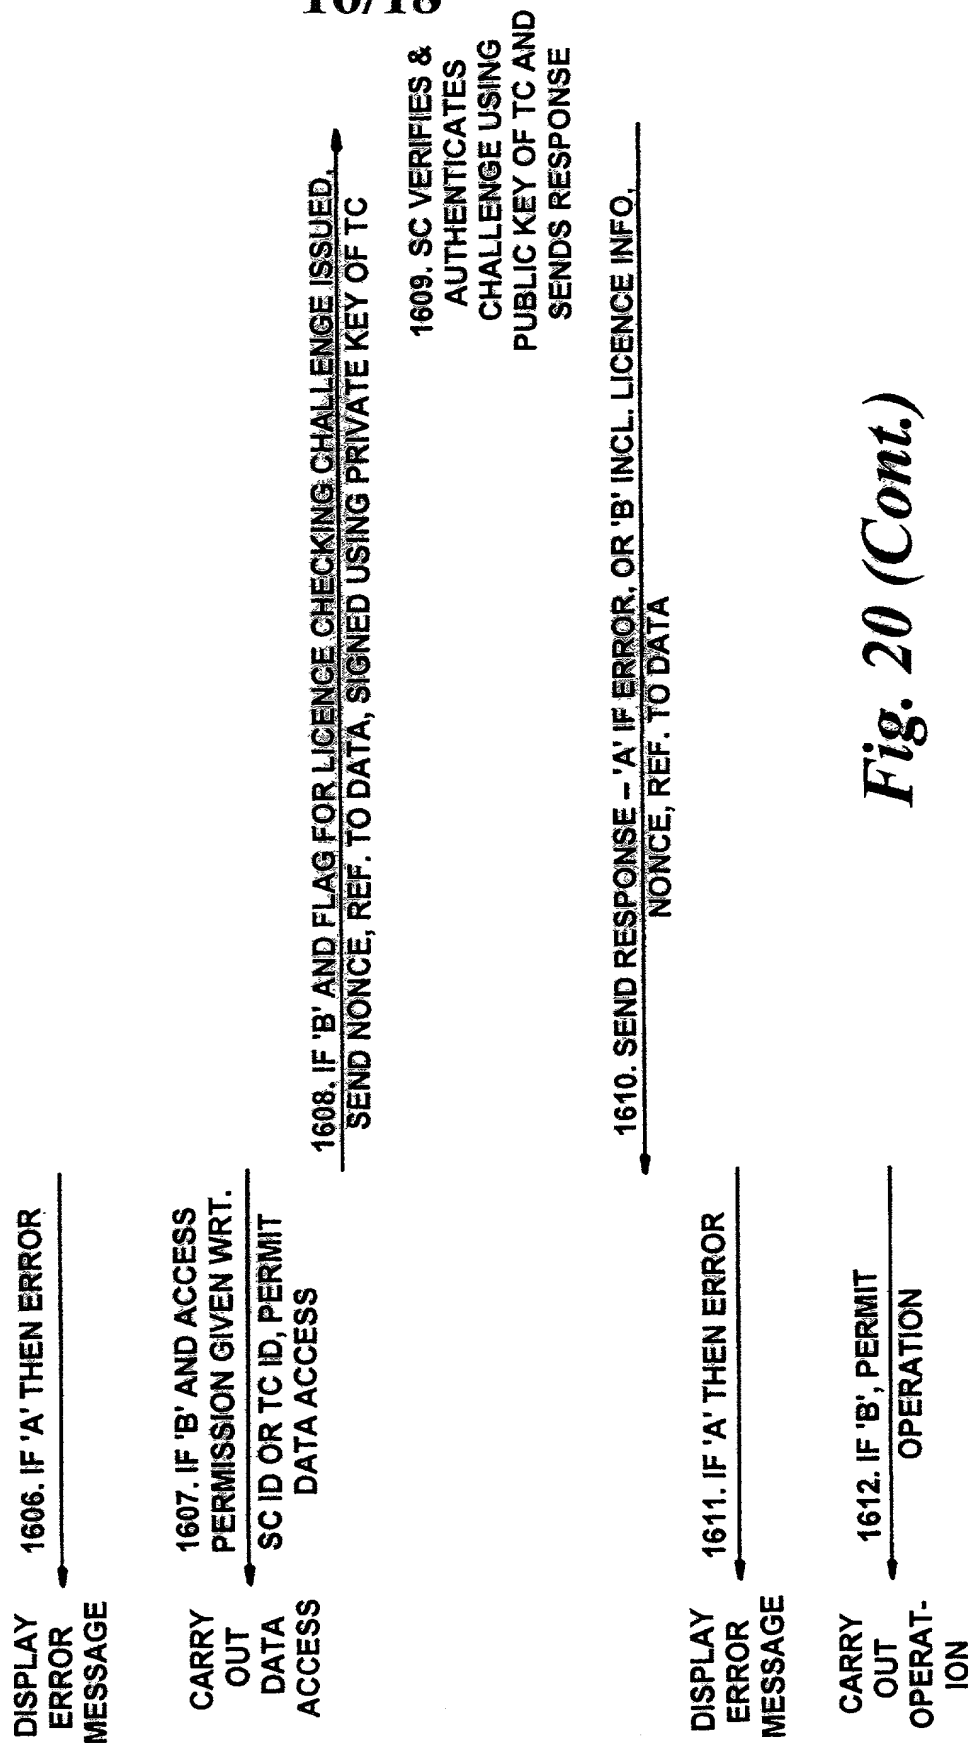 16/18
1606. IF 'A' THEN ERROR
DISPLAY
ERROR
MESSAGE
1607. IF 'B' AND ACCESS
PERMISSION GIVEN WRT.
SC ID OR TC ID, PERMIT
DATA ACCESS
CARRY
OUT
DATA
ACCESS
1608. IF 'B' AND FLAG FOR LICENCE CHECKING CHALLENGE ISSUED,
SEND NONCE, REF. TO DATA, SIGNED USING PRIVATE KEY OF TC
1609. SC VERIFIES &
AUTHENTICATES
CHALLENGE USING
PUBLIC KEY OF TC AND
SENDS RESPONSE
1610. SEND RESPONSE – 'A' IF ERROR, OR 'B' INCL. LICENCE INFO,
NONCE, REF. TO DATA
1611. IF 'A' THEN ERROR
DISPLAY
ERROR
MESSAGE
1612. IF 'B', PERMIT
OPERATION
CARRY
OUT
OPERAT-
ION
Fig. 20 (Cont.)